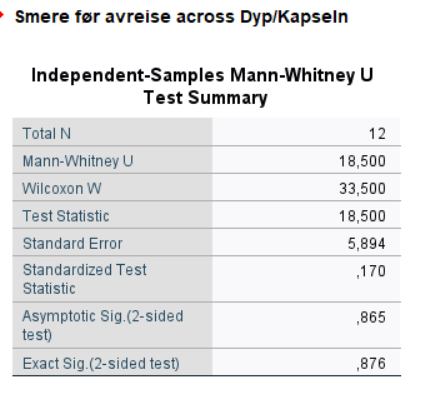 Smere før avreise across Dyp/Kapseln
Independent-Samples Mann-Whitney U
Test Summary
Total N 12
Mann-Whitney U 18,500
Wilcoxon W 33,500
Test Statistic 18,500
Standard Error 5,894
Standardized Test ,170
Statistic
Asymptotic Sig.(2-sided ,865
test)
Exact Sig.(2-sided test) ,876